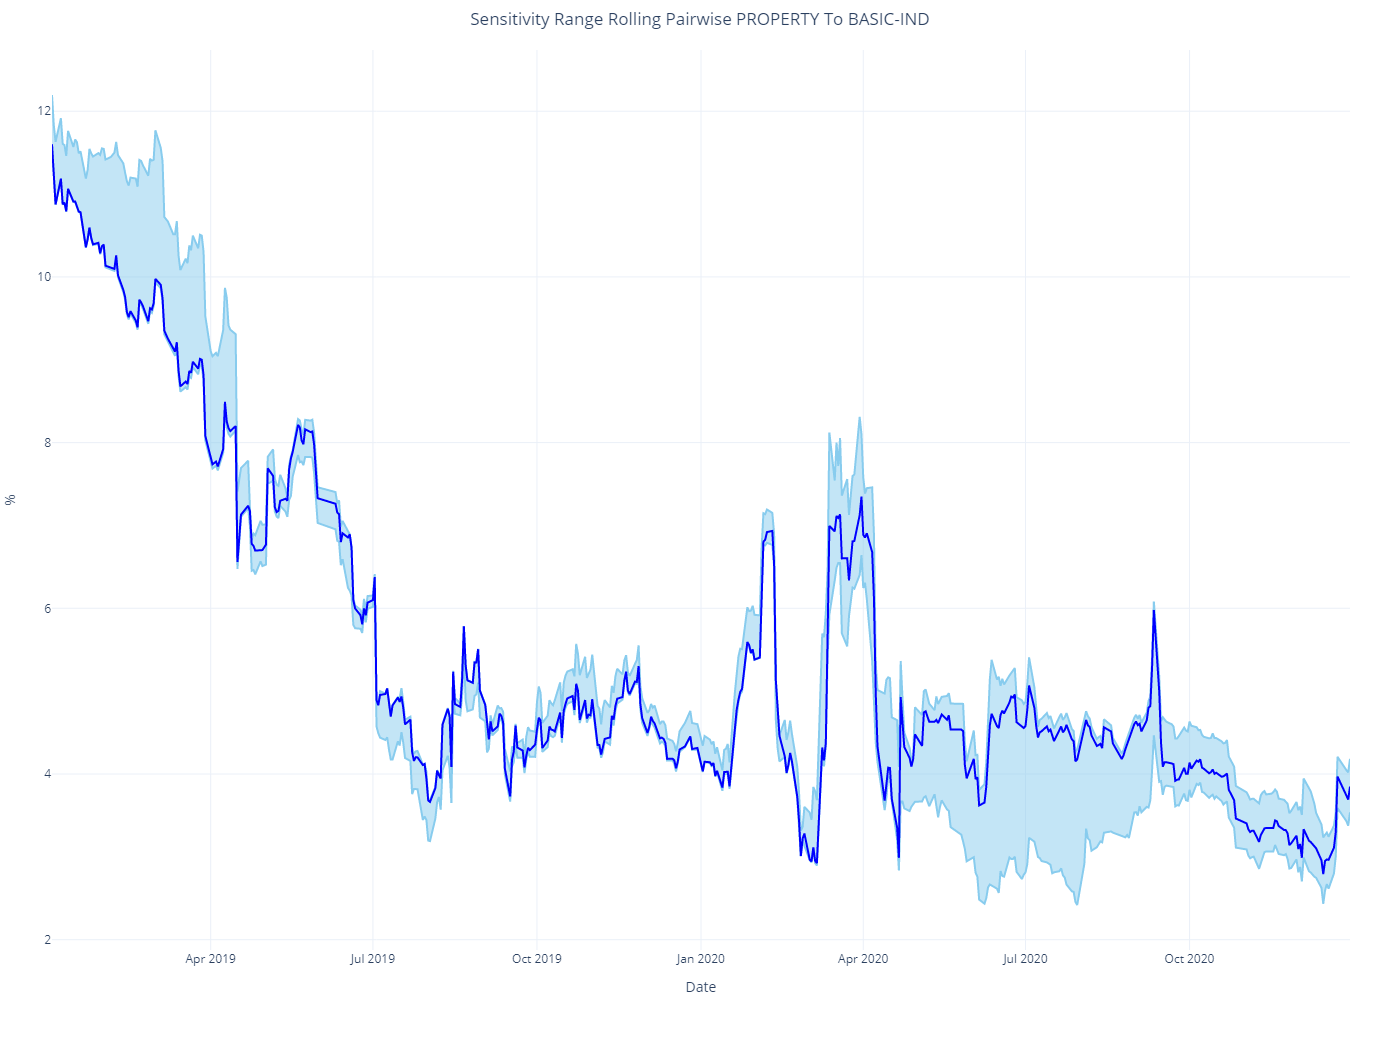 Sensitivity Range Rolling Pairwise PROPERTY To BASIC-IND
12
10
8
6
4
2
%
Apr 2019
Jul 2019
Oct 2019
Jan 2020
Apr 2020
Jul 2020
Oct 2020
Date